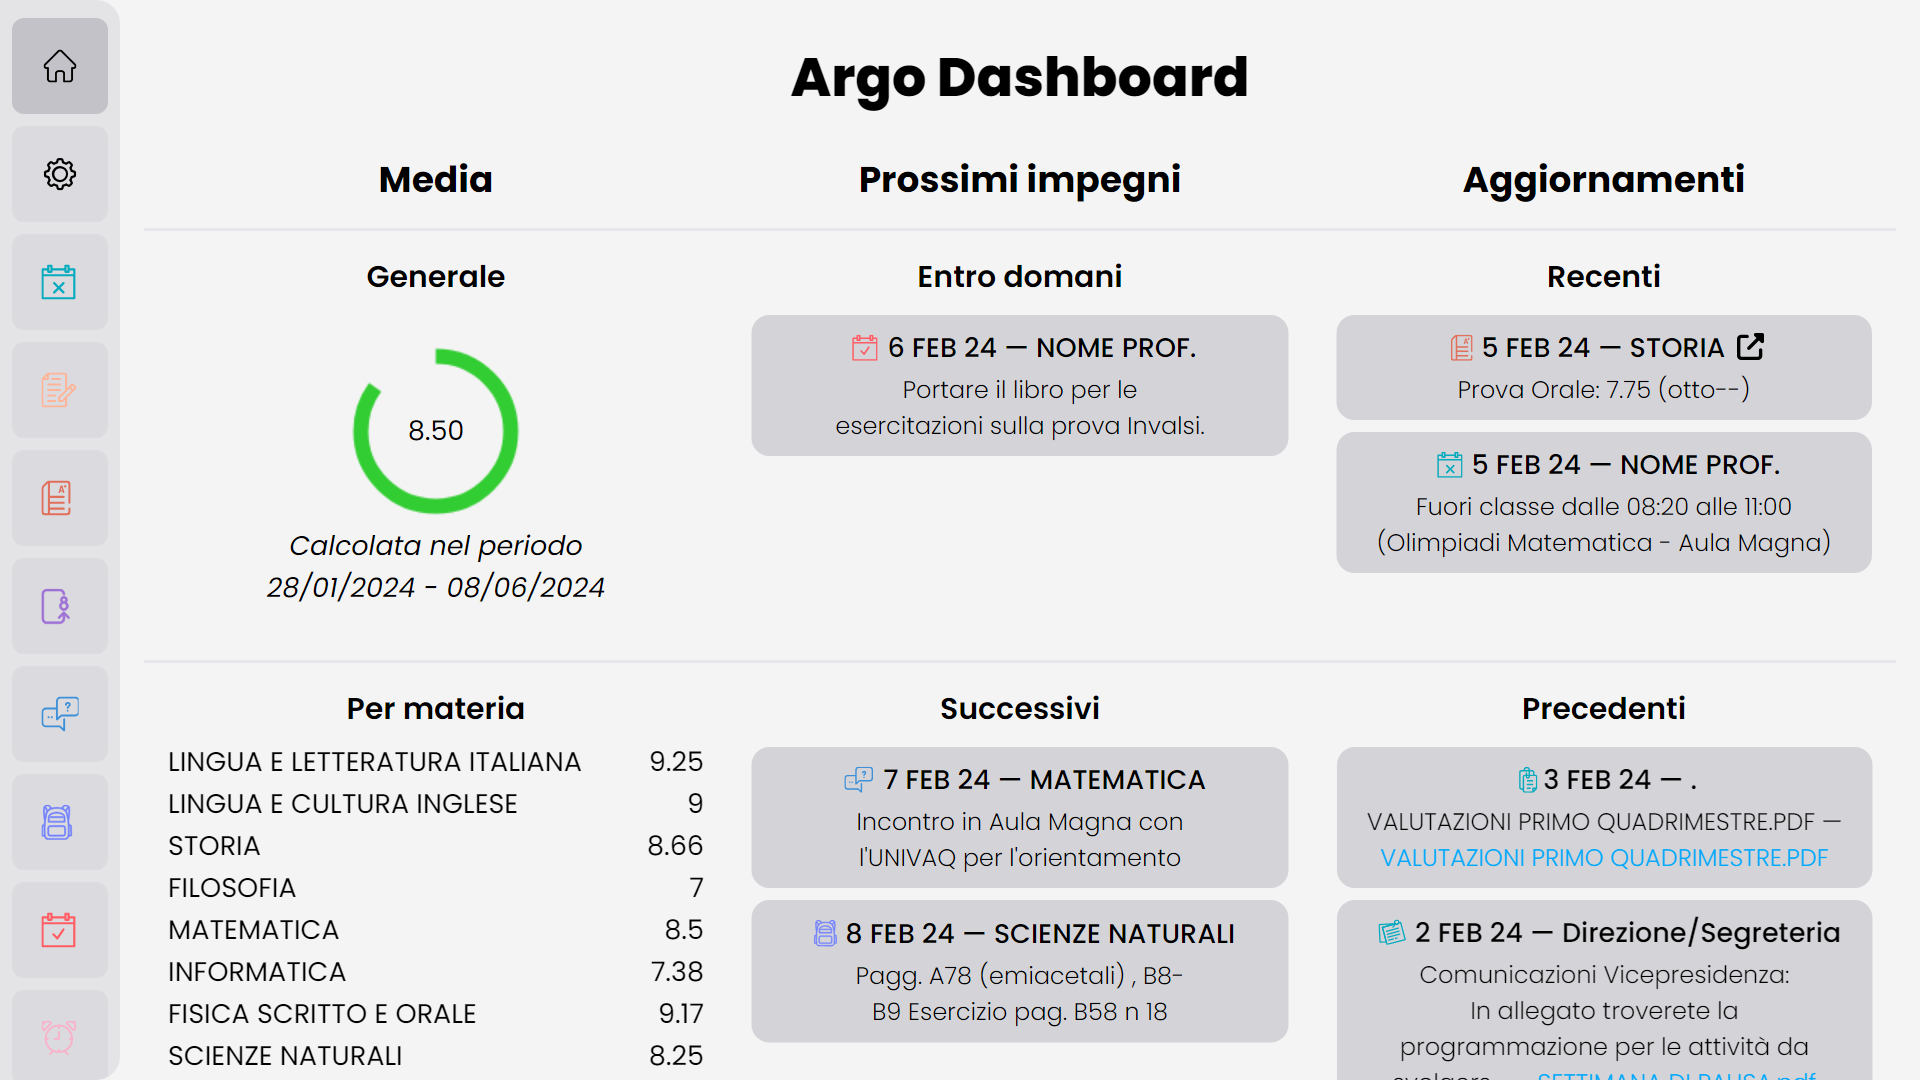 Argo Dashboard
Media
Prossimi impegni
Aggiornamenti
Generale
8.50
Calcolata nel periodo
28/01/2024 - 08/06/2024
Entro domani
6 FEB 24 — NOME PROF.
Portare il libro per le
esercitazioni sulla prova Invalsi.
Recenti
5 FEB 24 — STORIA
Prova Orale: 7.75 (otto--)
5 FEB 24 — NOME PROF.
Fuori classe dalle 08:20 alle 11:00
(Olimpiadi Matematica - Aula Magna)
Per materia
LINGUA E LETTERATURA ITALIANA 9.25
LINGUA E CULTURA INGLESE 9
STORIA 8.66
FILOSOFIA 7
MATEMATICA 8.5
INFORMATICA 7.38
FISICA SCRITTO E ORALE 9.17
SCIENZE NATURALI 8.25
Successivi
7 FEB 24 — MATEMATICA
Incontro in Aula Magna con
l'UNIVAQ per l'orientamento
8 FEB 24 — SCIENZE NATURALI
Pagg. A78 (emiacetali) , B8-
B9 Esercizio pag. B58 n 18
Precedenti
3 FEB 24 — .
VALUTAZIONI PRIMO QUADRIMESTRE.PDF —
VALUTAZIONI PRIMO QUADRIMESTRE.PDF
2 FEB 24 — Direzione/Segreteria
Comunicazioni Vicepresidenza:
In allegato troverete la
programmazione per le attività da
SETTIMANA DI PAUSA.pdf